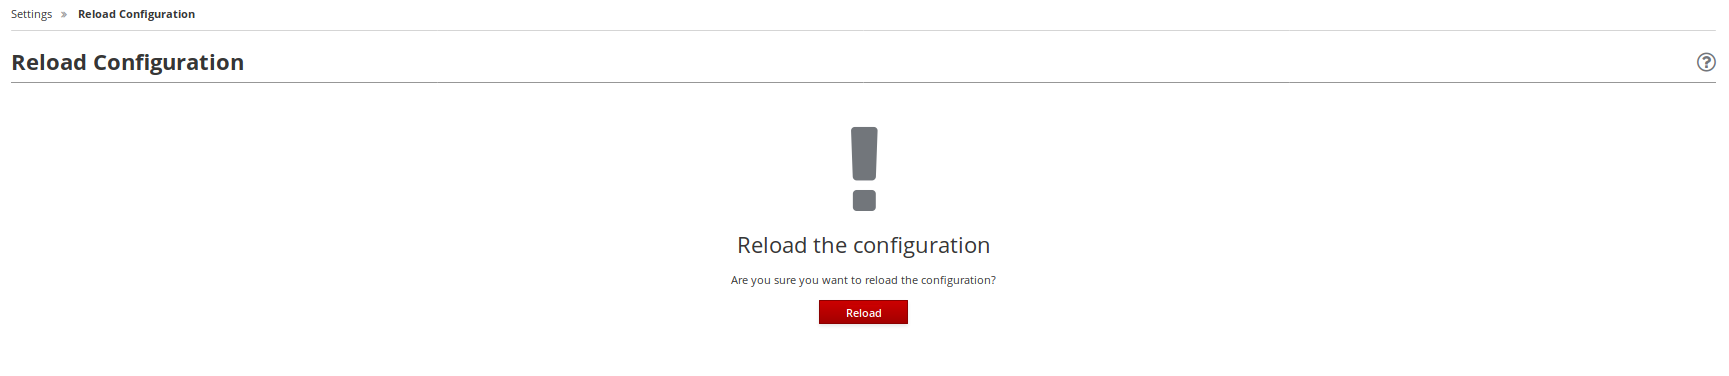 Settings » Reload Configuration
Reload Configuration
?
!
Reload the configuration
Are you sure you want to reload the configuration?
Reload